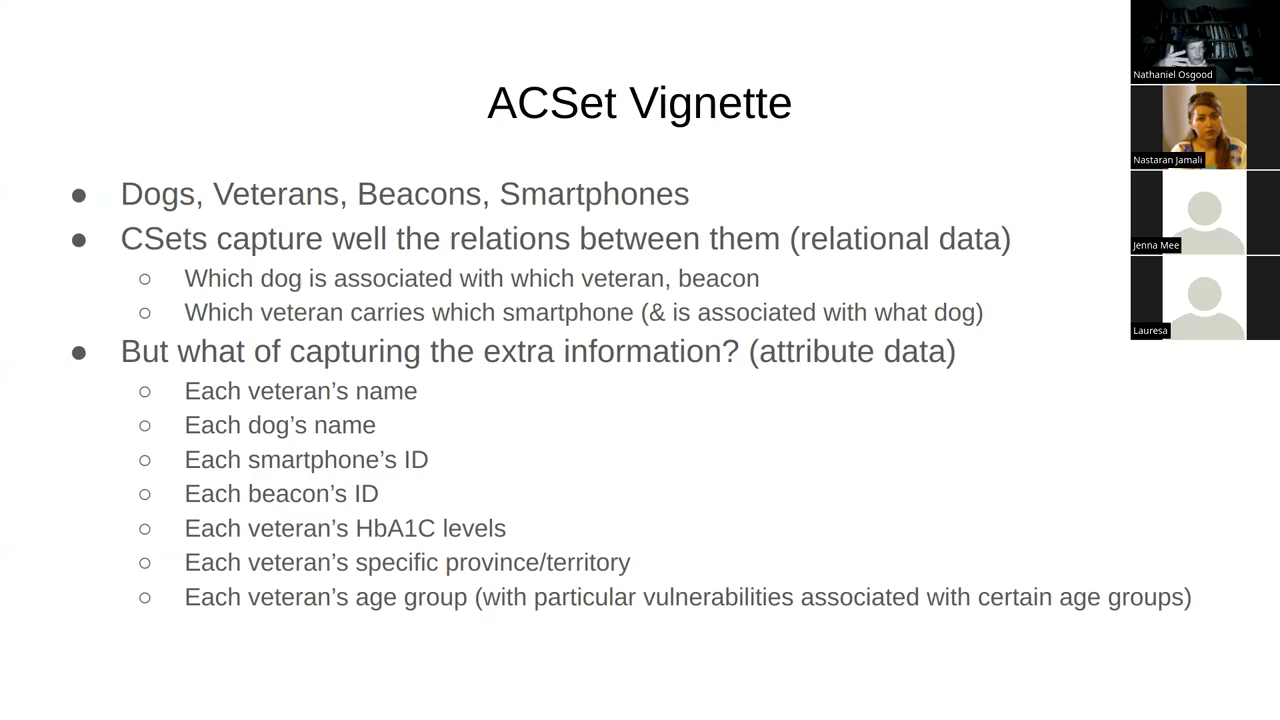 ACSet Vignette
● Dogs, Veterans, Beacons, Smartphones
● CSets capture well the relations between them (relational data)
○ Which dog is associated with which veteran, beacon
○ Which veteran carries which smartphone (& is associated with what dog)
● But what of capturing the extra information? (attribute data)
○ Each veteran’s name
○ Each dog’s name
○ Each smartphone’s ID
○ Each beacon’s ID
○ Each veteran’s HbA1C levels
○ Each veteran’s specific province/territory
○ Each veteran’s age group (with particular vulnerabilities associated with certain age groups)
Nathaniel Osgood
Nastaran Jamali
Jenna Mee
Lauresa